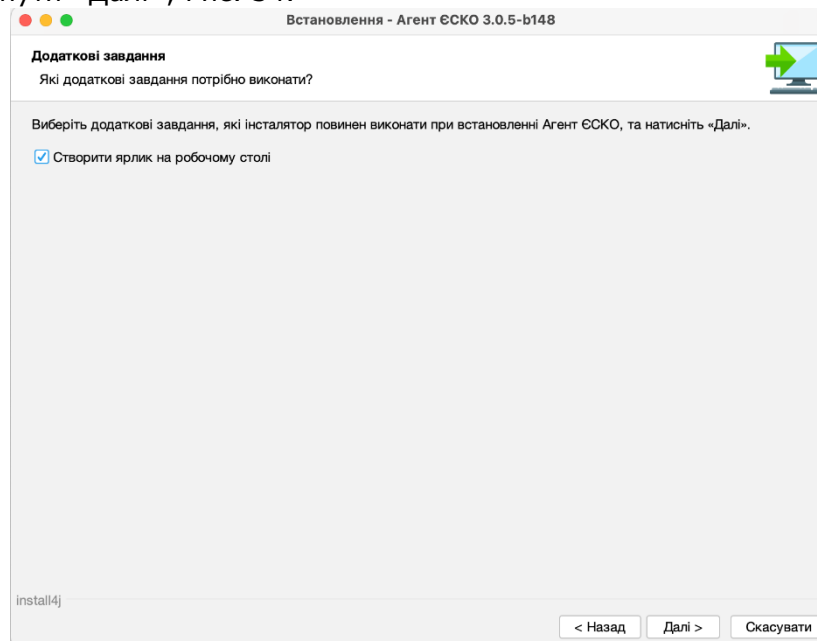 Встановлення - Агент ЄСКО 3.0.5-b148
Додаткові завдання
Які додаткові завдання потрібно виконати?
Виберіть додаткові завдання, які інсталятор повинен виконати при встановленні Агент ЄСКО, та натисніть «Далі».
Створити ярлик на робочому столі
install4j
< Назад
Далі >
Скасувати